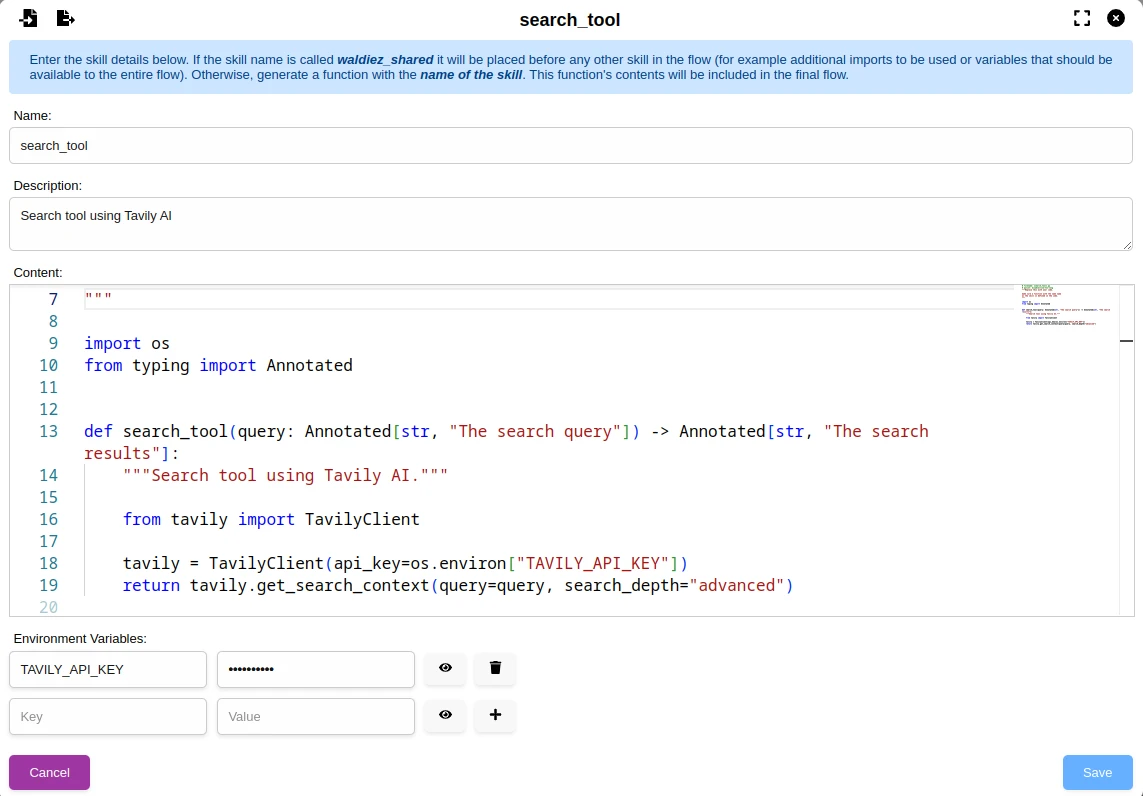 search_tool
Enter the skill details below. If the skill name is called waldiez_shared it will be placed before any other skill in the flow (for example additional imports to be used or variables that should be
available to the entire flow). Otherwise, generate a function with the name of the skill. This function's contents will be included in the final flow.
Name:
search_tool
Description:
Search tool using Tavily AI
Content:
7 """
8
9 import os
10 from typing import Annotated
11
12
13 def search_tool(query: Annotated[str, "The search query"]) -> Annotated[str, "The search
results"]:
14     """Search tool using Tavily AI."""
15
16     from tavily import TavilyClient
17
18     tavily = TavilyClient(api_key=os.environ["TAVILY_API_KEY"])
19     return tavily.get_search_context(query=query, search_depth="advanced")
20
Environment Variables:
TAVILY_API_KEY ••••••••••
Key Value
Cancel Save